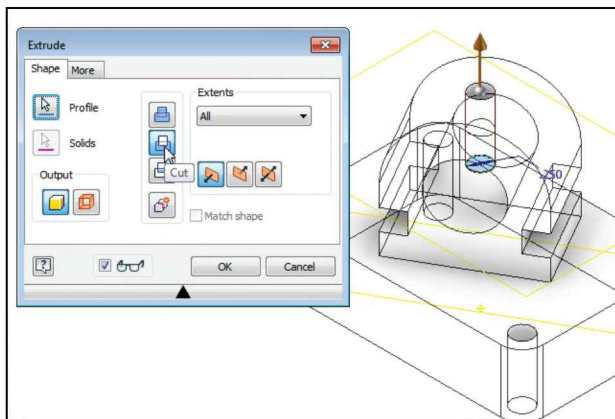 Extrude
Shape More
Extents
Profile
All
Solids
Cut
Output
Match shape
OK Cancel
.250